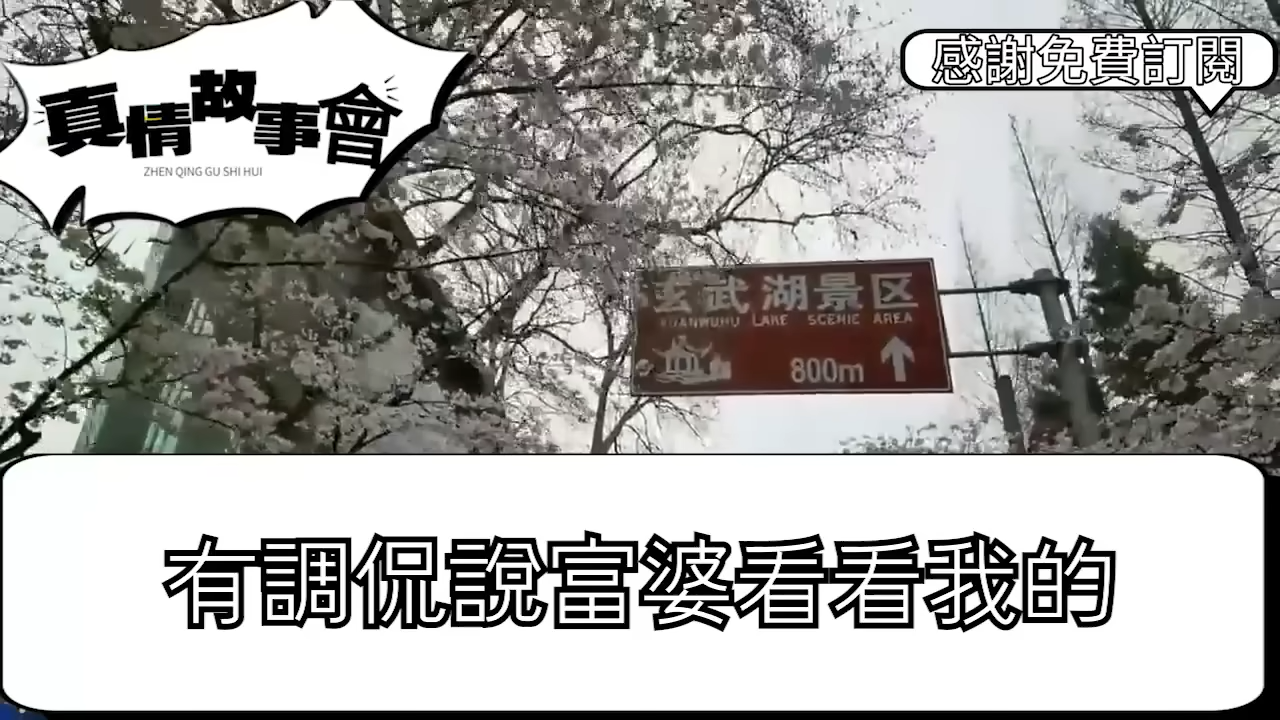 真情故事會
ZHEN QING GU SHI HUI
感謝免費訂閱
玄武湖景区
XUANWUHU LAKE SCENIC AREA
800m
有調侃說富婆看看我的